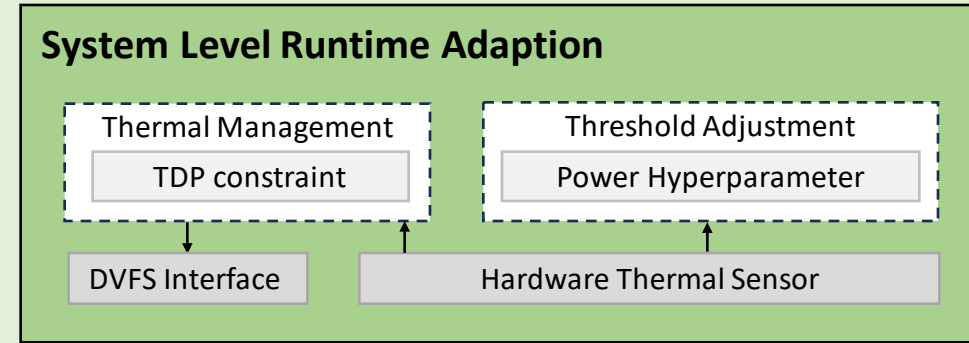 System Level Runtime Adaption
Thermal Management
TDP constraint
Threshold Adjustment
Power Hyperparameter
DVFS Interface
Hardware Thermal Sensor